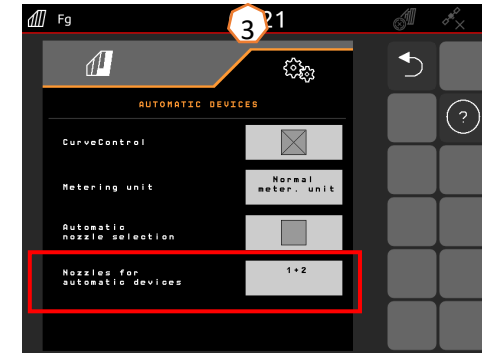 Fg
3
21
AUTOMATIC DEVICES
CurveControl
Metering unit
Normal
meter. unit
Automatic
nozzle selection
Nozzles for
automatic devices
1+2
?